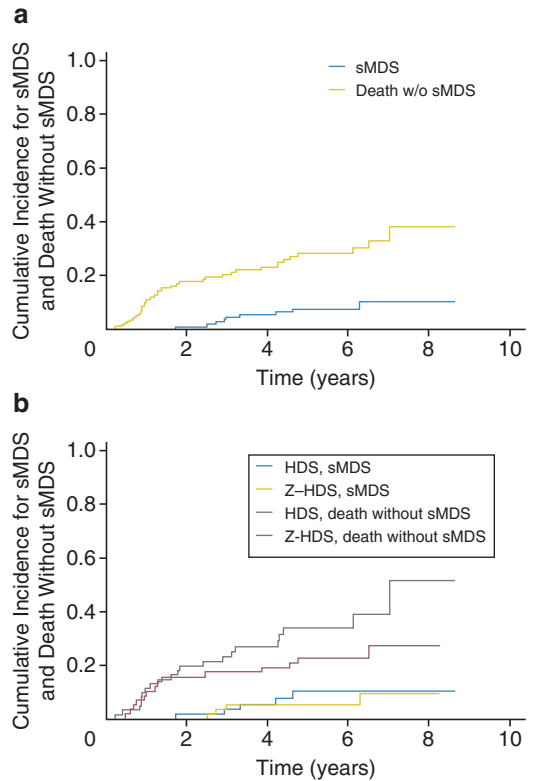 a
Cumulative Incidence for sMDS
and Death Without sMDS
1.0
0.8
0.6
0.4
0.2
0
2
4
6
8
10
Time (years)
sMDS
Death w/o sMDS
b
Cumulative Incidence for sMDS
and Death Without sMDS
1.0
0.8
0.6
0.4
0.2
0
2
4
6
8
10
Time (years)
HDS, sMDS
Z–HDS, sMDS
HDS, death without sMDS
Z-HDS, death without sMDS